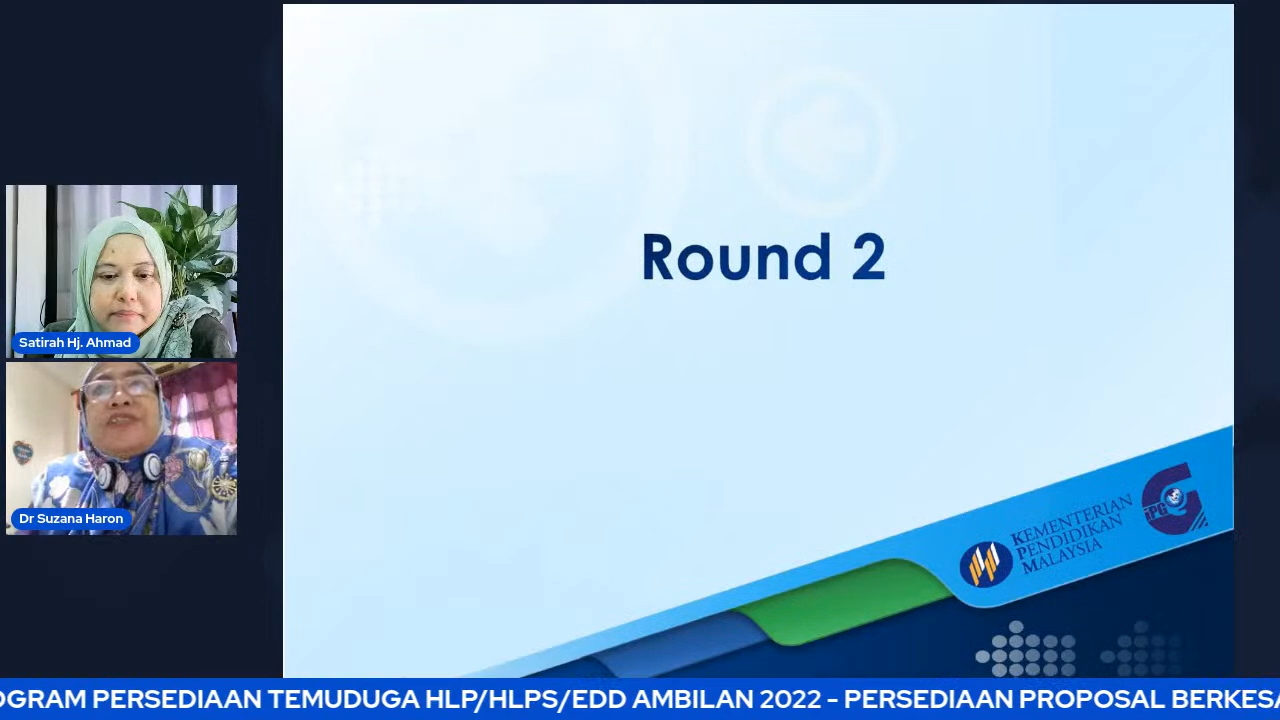 Round 2
Satirah Hj. Ahmad
Dr Suzana Haron
KEMENTERIAN
PENDIDIKAN
MALAYSIA
IPG
OGRAM PERSEDIAAN TEMUDUGA HLP/HLPS/EDD AMBILAN 2022 - PERSEDIAAN PROPOSAL BERKESA